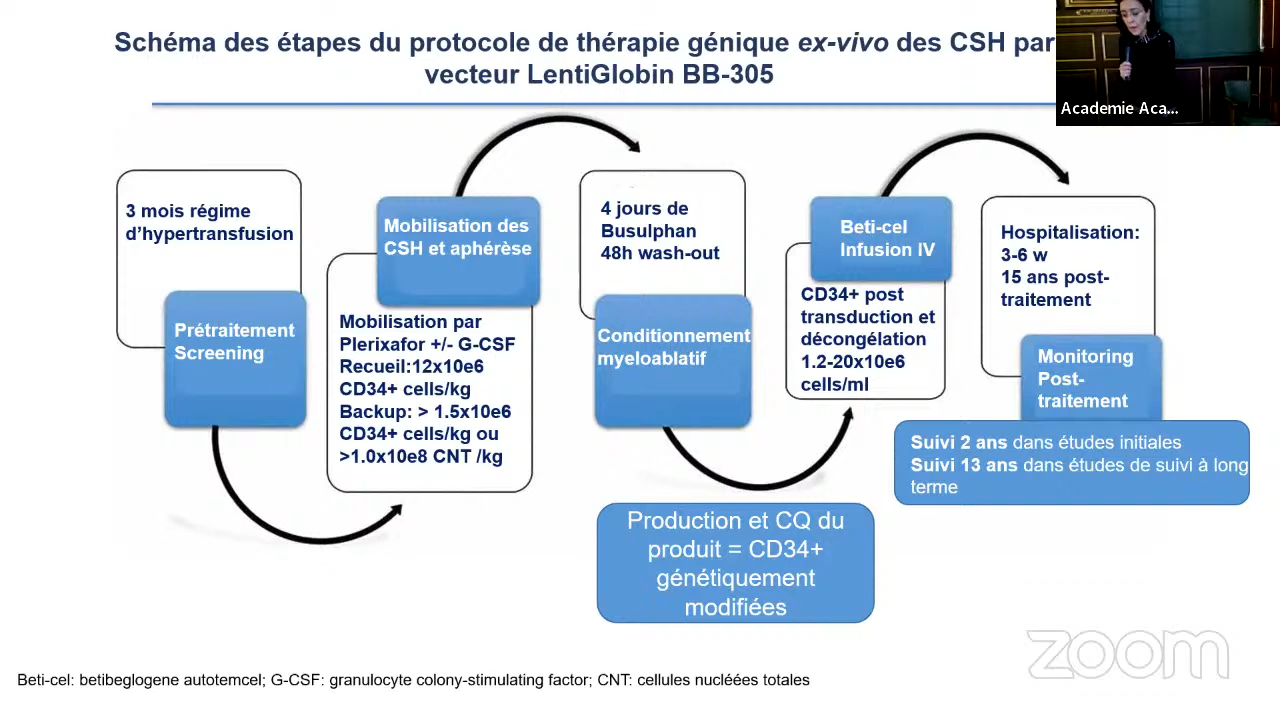 Schéma des étapes du protocole de thérapie génique ex-vivo des CSH par
vecteur LentiGlobin BB-305
Academie Aca...
3 mois régime
d'hypertransfusion
Prétraitement
Screening
Mobilisation des
CSH et aphérèse
Mobilisation par
Plerixafor +/- G-CSF
Recueil:12x10e6
CD34+ cells/kg
Backup: > 1.5x10e6
CD34+ cells/kg ou
>1.0x10e8 CNT /kg
4 jours de
Busulphan
48h wash-out
Conditionnement
myeloablatif
Production et CQ du
produit = CD34+
génétiquement
modifiées
Beti-cel
Infusion IV
CD34+ post
transduction et
décongélation
1.2-20x10e6
cells/ml
Hospitalisation:
3-6 w
15 ans post-
traitement
Monitoring
Post-
traitement
Suivi 2 ans dans études initiales
Suivi 13 ans dans études de suivi à long
terme
zoom
Beti-cel: betibeglogene autotemcel; G-CSF: granulocyte colony-stimulating factor; CNT: cellules nucléées totales